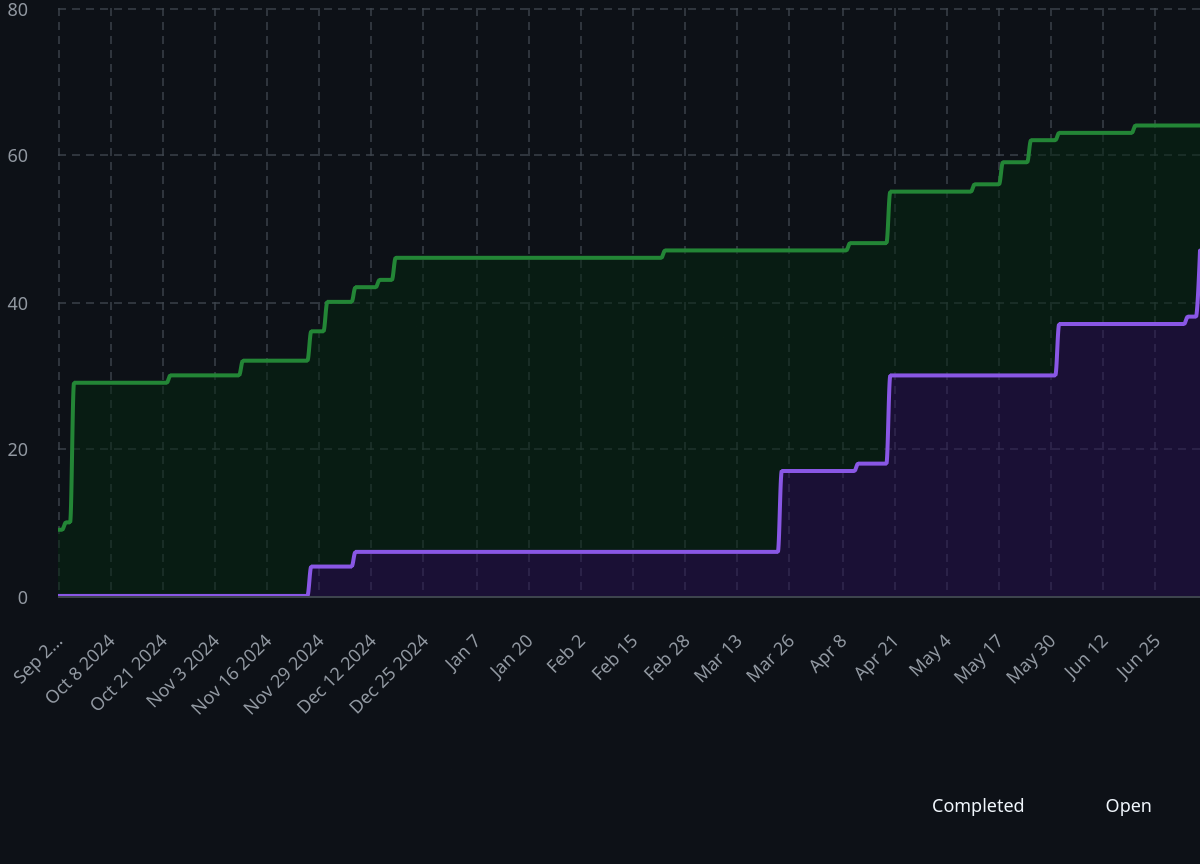 80
60
40
20
0
Sep 2...
Oct 8 2024
Oct 21 2024
Nov 3 2024
Nov 16 2024
Nov 29 2024
Dec 12 2024
Dec 25 2024
Jan 7
Jan 20
Feb 2
Feb 15
Feb 28
Mar 13
Mar 26
Apr 8
Apr 21
May 4
May 17
May 30
Jun 12
Jun 25
Completed Open